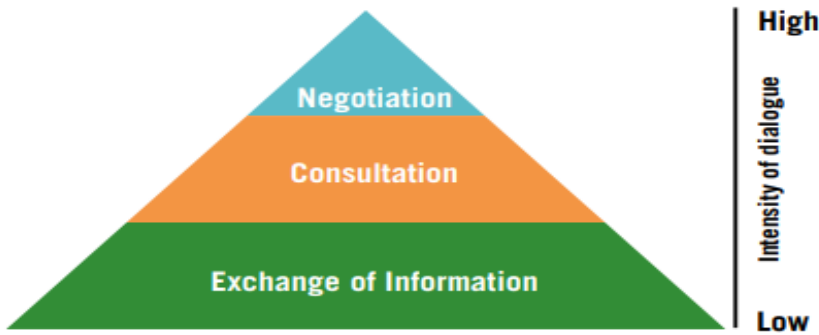 High
Negotiation
Consultation
Intensity of dialogue
Exchange of Information
Low